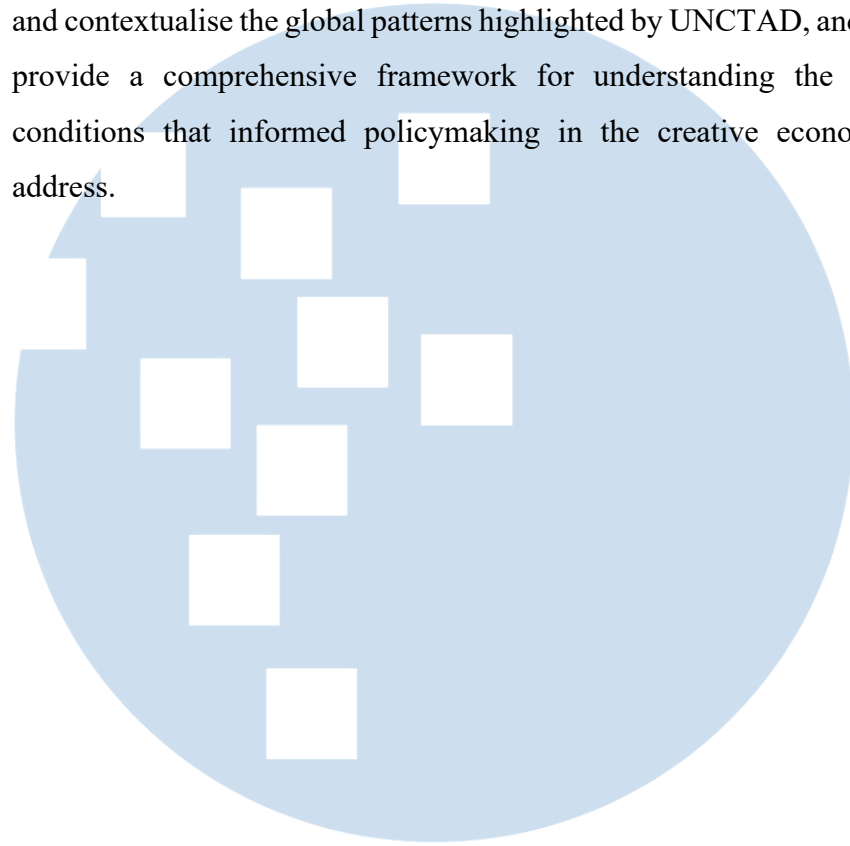 and contextualise the global patterns highlighted by UNCTAD, and
provide a comprehensive framework for understanding the
conditions that informed policymaking in the creative econo
address.